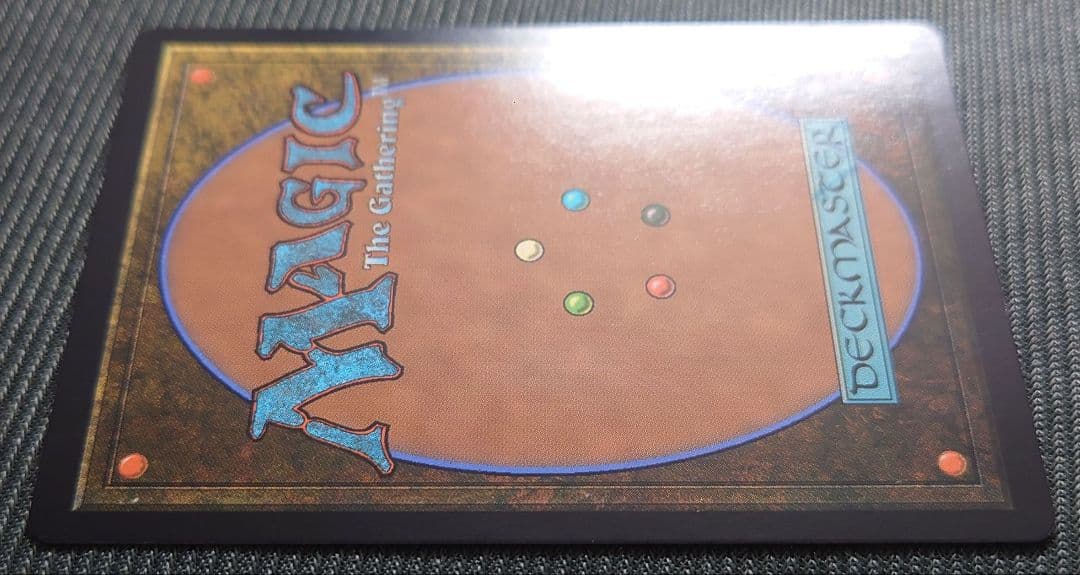 MAGIC
The Gathering
DECKMASTER